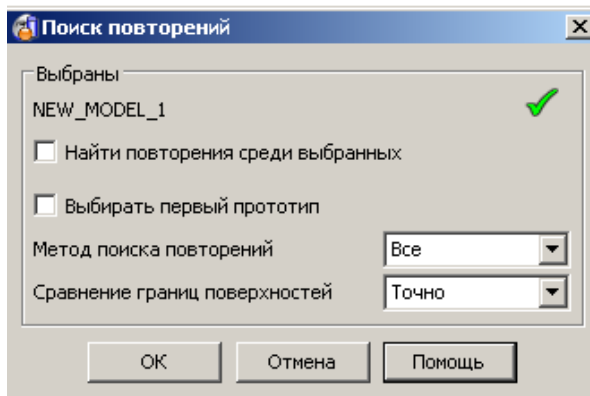 Поиск повторений
Выбраны
NEW_MODEL_1
Найти повторения среди выбранных
Выбирать первый прототип
Метод поиска повторений Все
Сравнение границ поверхностей Точно
ОК Отмена Помощь